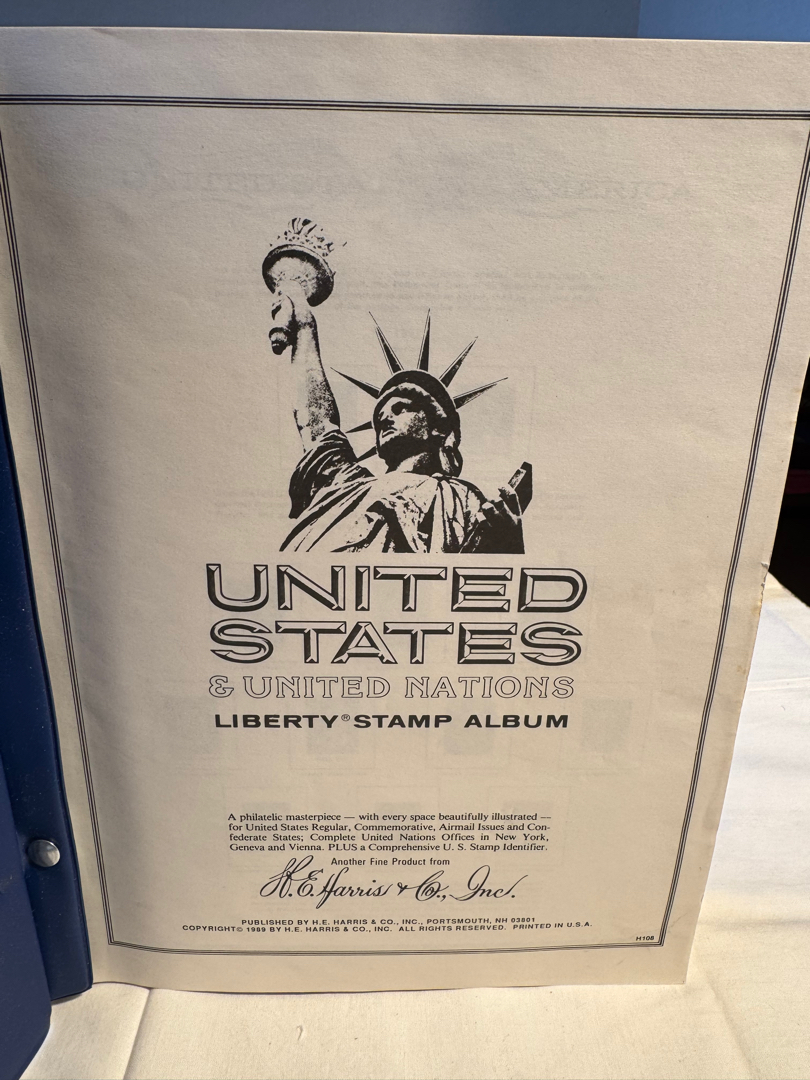 UNITED
STATES
& UNITED NATIONS
LIBERTY® STAMP ALBUM
A philatelic masterpiece — with every space beautifully illustrated —
for United States Regular, Commemorative, Airmail Issues and Con-
federate States; Complete United Nations Offices in New York,
Geneva and Vienna. PLUS a Comprehensive U. S. Stamp Identifier.
Another Fine Product from
H.E. Harris & Co., Inc.
PUBLISHED BY H.E. HARRIS & CO., INC., PORTSMOUTH, NH 03801
COPYRIGHT© 1989 BY H.E. HARRIS & CO., INC. ALL RIGHTS RESERVED. PRINTED IN U.S.A.
H108